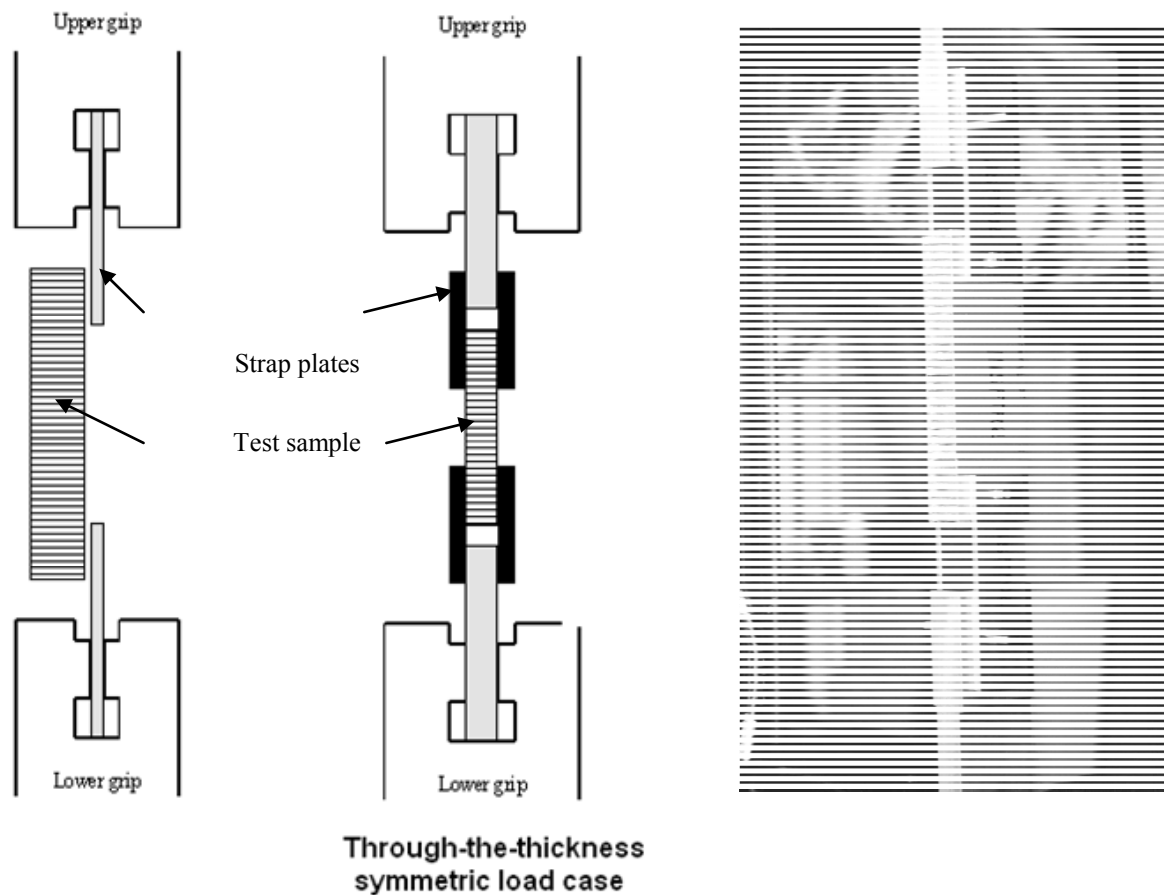 Upper grip
Upper grip
Strap plates
Test sample
Lower grip
Lower grip
Through-the-thickness
symmetric load case